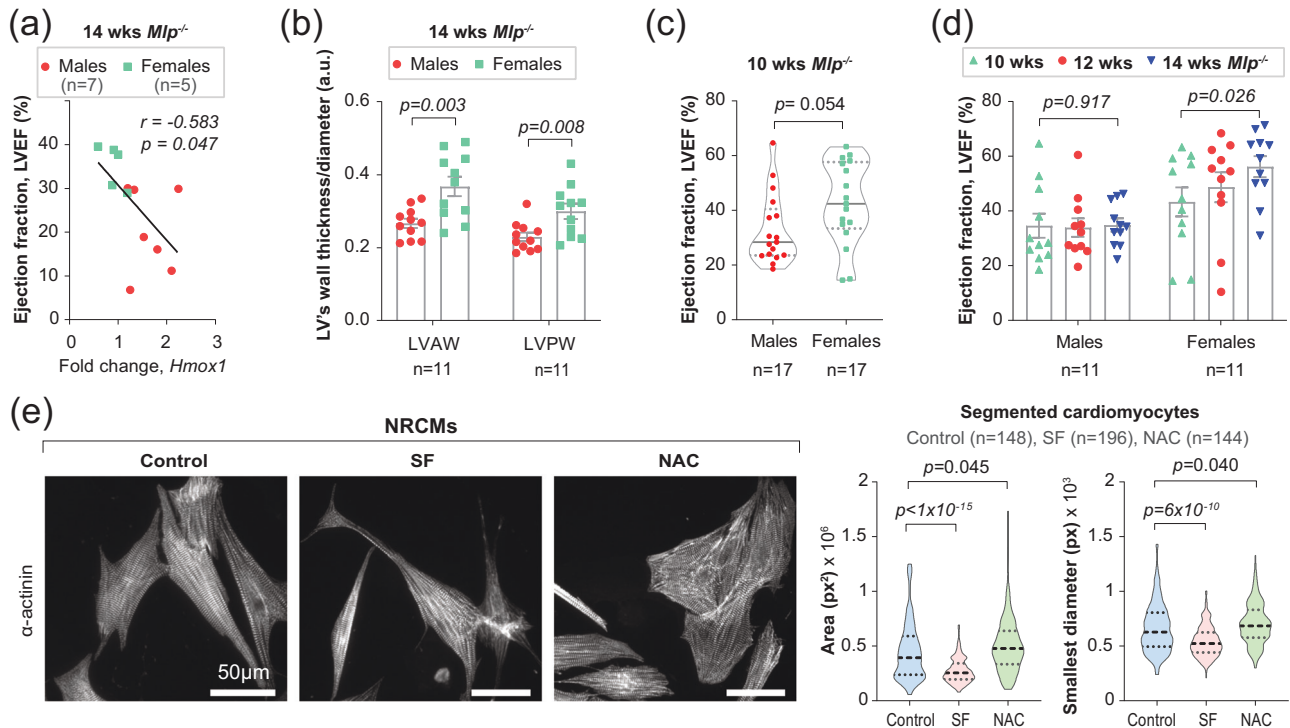 (a)
14 wks Mlp-/-
Males Females
(n=7) (n=5)
r = -0.583
p = 0.047
Ejection fraction, LVEF (%)
50
40
30
20
10
0
0 1 2 3
Fold change, Hmox1
(b)
14 wks Mlp-/-
Males Females
LV's wall thickness/diameter (a.u.)
0.6
0.4
0.2
0.0
p=0.003
p=0.008
LVAW LVPW
n=11 n=11
(c)
10 wks Mlp-/-
Ejection fraction, LVEF (%)
80
60
40
20
0
p= 0.054
Males Females
n=17 n=17
(d)
10 wks 12 wks 14 wks Mlp-/-
Ejection fraction, LVEF (%)
80
60
40
20
0
p=0.917
p=0.026
Males Females
n=11 n=11
(e)
NRCMs
Control SF NAC
α-actinin
50µm
Segmented cardiomyocytes
Control (n=148), SF (n=196), NAC (n=144)
Area (px²) x 10⁶
2
1.5
1
0.5
0
p=0.045
p<1x10⁻¹⁵
Control SF NAC
Smallest diameter (px) x 10³
2
1.5
1
0.5
0
p=0.040
p=6x10⁻¹⁰
Control SF NAC